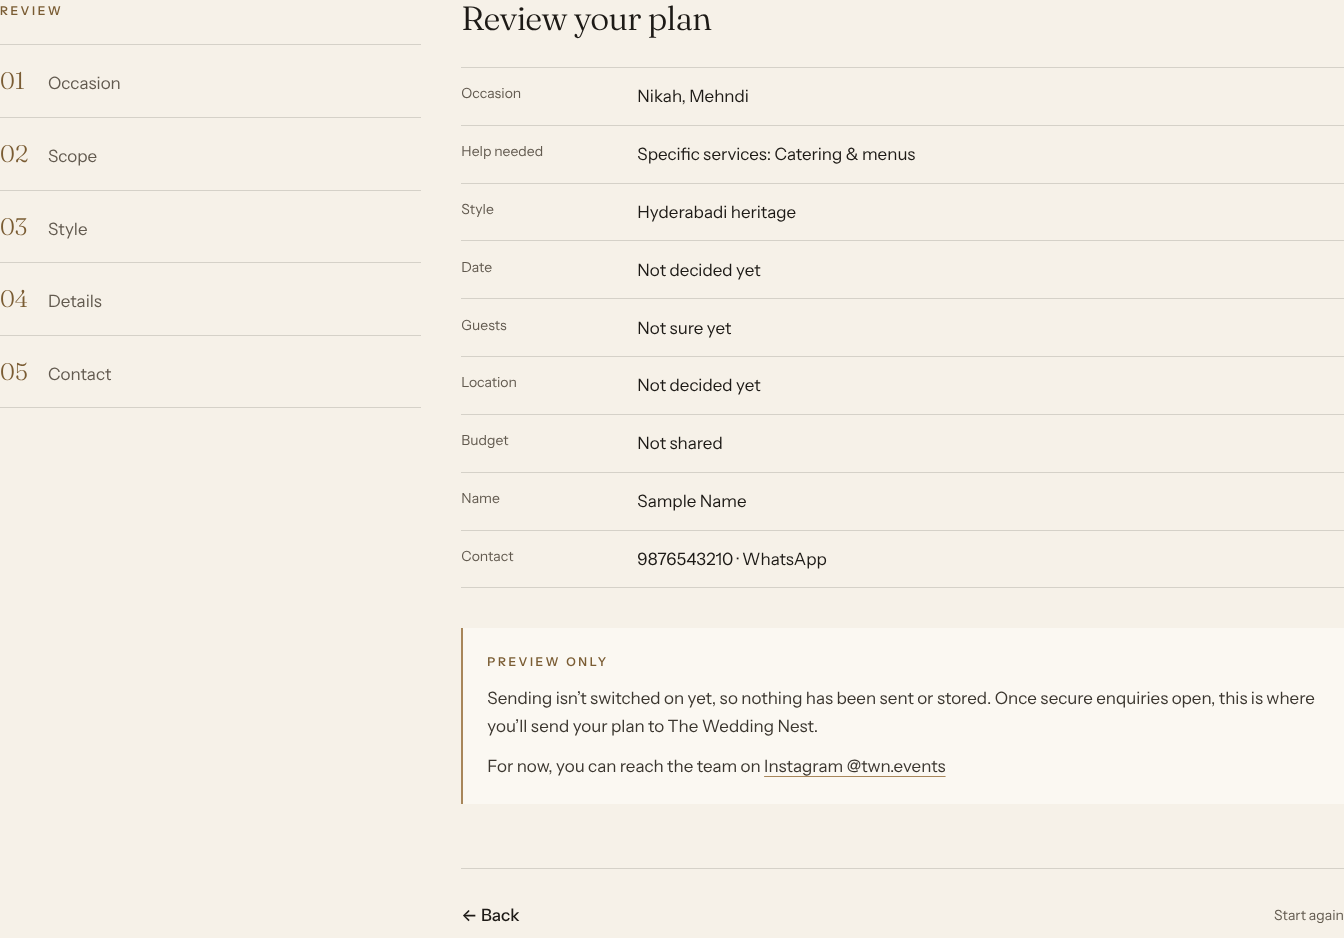 REVIEW
01 Occasion
02 Scope
03 Style
04 Details
05 Contact
Review your plan
Occasion Nikah, Mehndi
Help needed Specific services: Catering & menus
Style Hyderabadi heritage
Date Not decided yet
Guests Not sure yet
Location Not decided yet
Budget Not shared
Name Sample Name
Contact 9876543210 · WhatsApp
PREVIEW ONLY
Sending isn’t switched on yet, so nothing has been sent or stored. Once secure enquiries open, this is where
you’ll send your plan to The Wedding Nest.
For now, you can reach the team on Instagram @twn.events
← Back
Start again